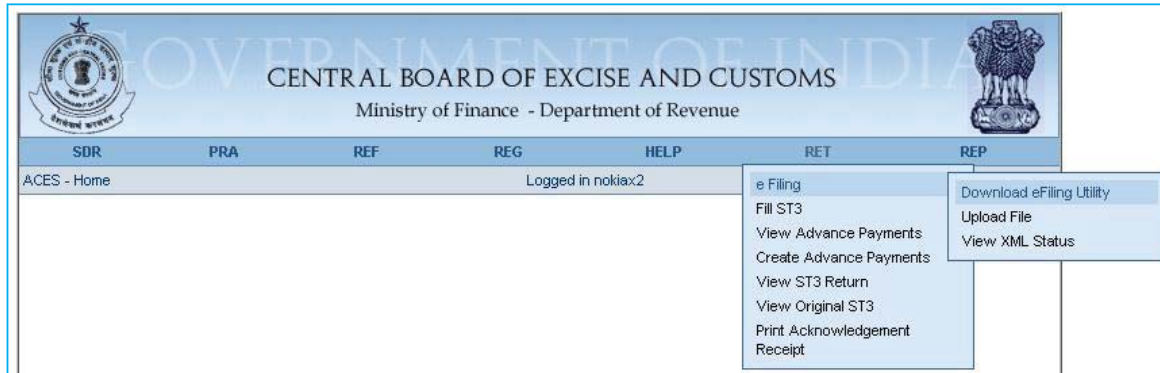 GOVERNMENT OF INDIA
CENTRAL BOARD OF EXCISE AND CUSTOMS
Ministry of Finance - Department of Revenue
SDR PRA REF REG HELP RET REP
ACES - Home Logged in nokiax2
e Filing
Fill ST3
View Advance Payments
Create Advance Payments
View ST3 Return
View Original ST3
Print Acknowledgement
Receipt
Download eFiling Utility
Upload File
View XML Status